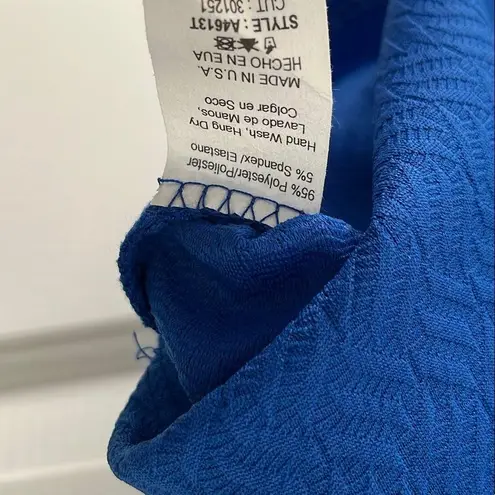 95% Polyester/Poliester
5% Spandex/ Elastano
Hand Wash, Hang Dry
Lavado de Manos,
Colgar en Seco
MADE IN U.S.A.
HECHO EN EUA
STYLE: A4613T
CUT: 301251